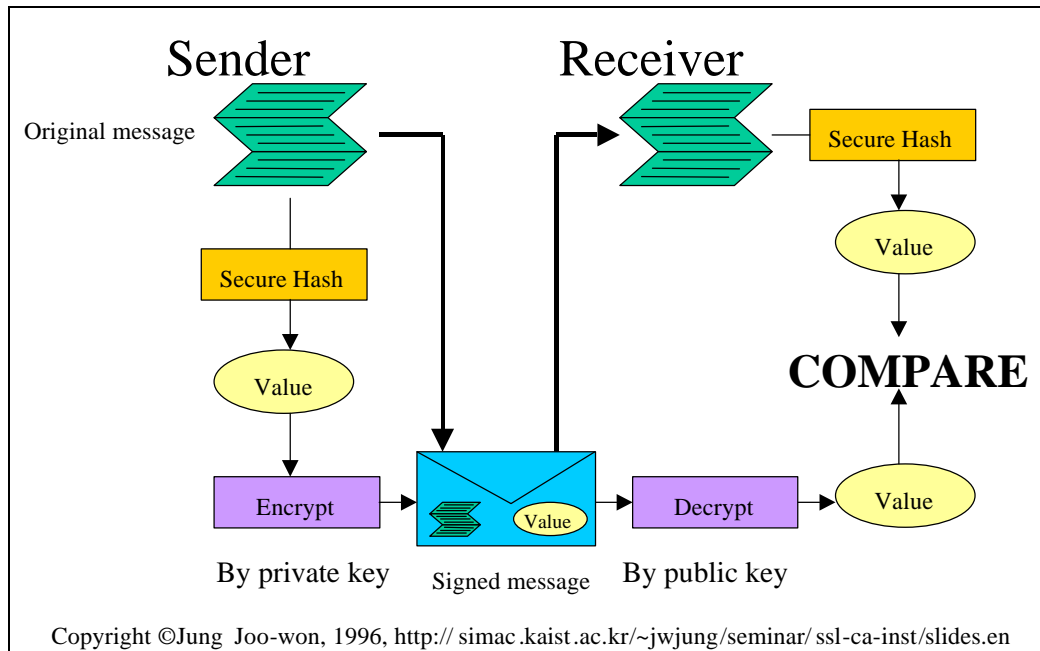 Sender
Receiver
Original message
Secure Hash
Value
Secure Hash
Value
COMPARE
Encrypt
Value
Decrypt
Value
By private key
Signed message
By public key
Copyright ©Jung Joo-won, 1996, http:// simac.kaist.ac.kr/~jwjung/seminar/ ssl-ca-inst/slides.en